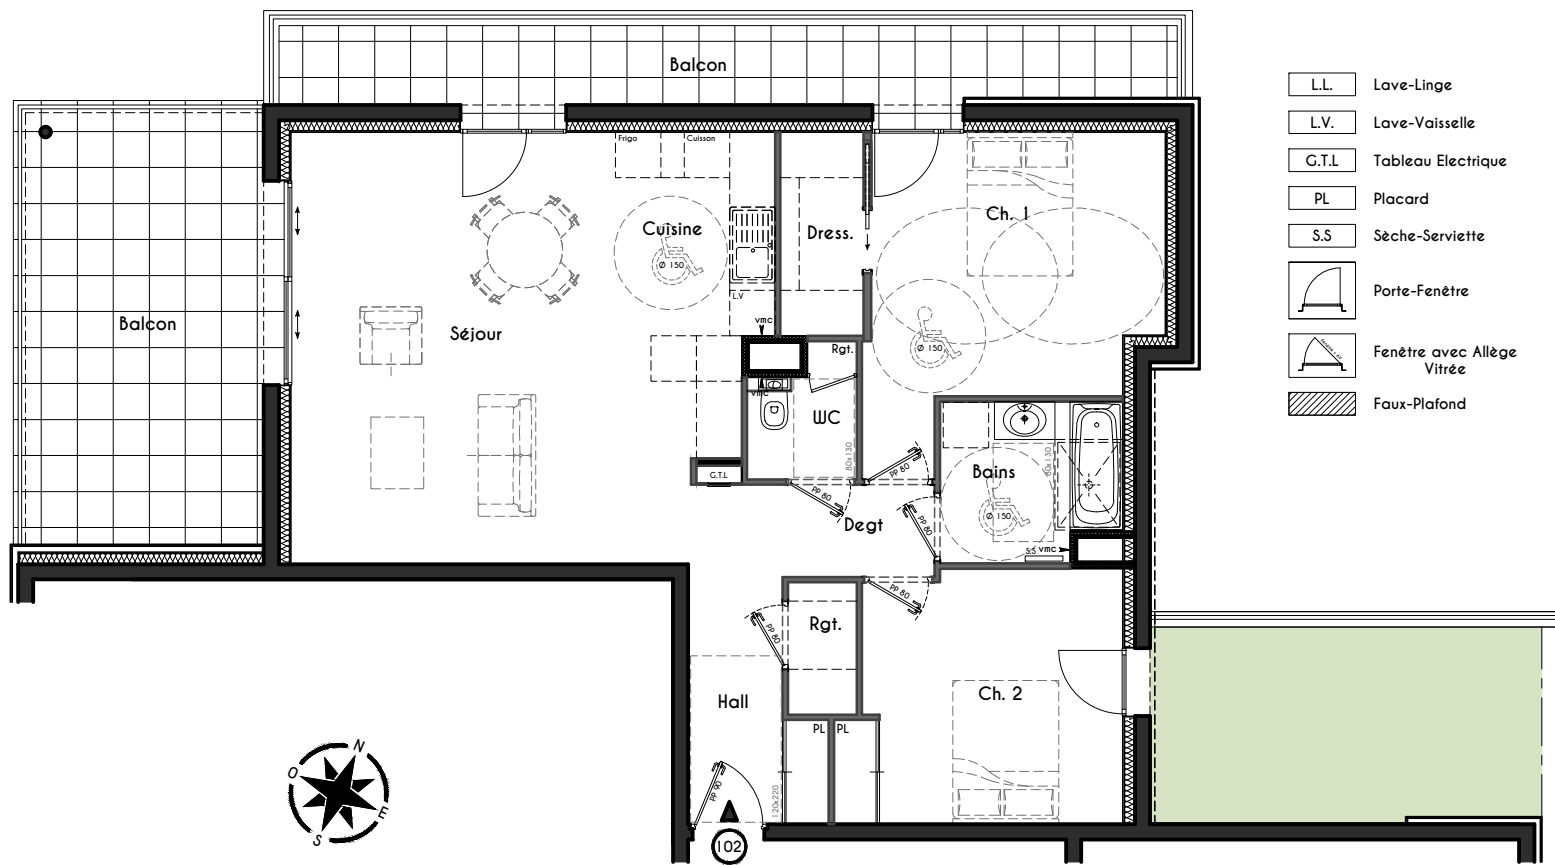 Balcon
L.L. Lave-Linge
L.V. Lave-Vaisselle
G.T.L Tableau Electrique
PL Placard
S.S Sèche-Serviette
Porte-Fenêtre
Fenêtre avec Allège
Vitrée
Faux-Plafond
Frigo
Cuisson
Cuisine
Ø 150
Dress.
Ch. 1
L.V
vmc
Balcon
Séjour
Rgt.
Ø 150
vmc
WC
80x130
G.T.L
PP 80
PP 80
Degt
Bains
80x130
Ø 150
PP 80
S.S vmc
PP 80
PP 80
Rgt.
Hall
Ch. 2
PL PL
PP 90
120x220
102
N
O
E
S